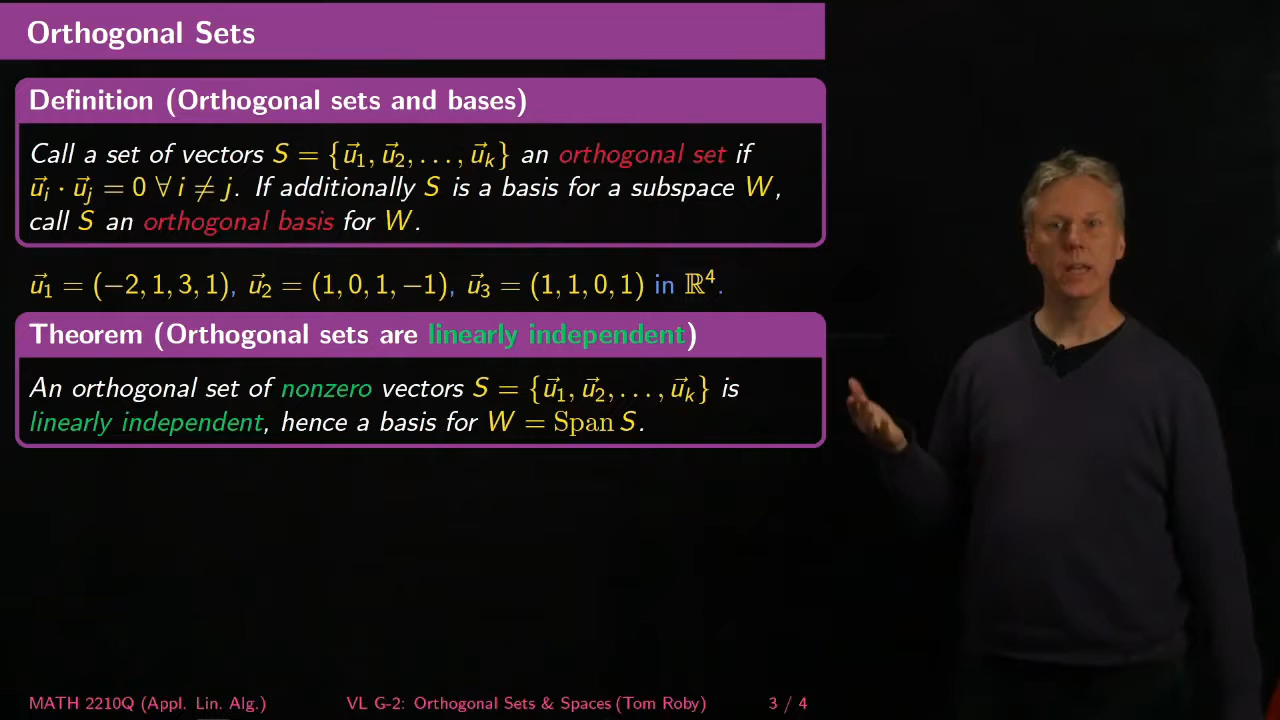 Orthogonal Sets
Definition (Orthogonal sets and bases)
Call a set of vectors S = {u⃗₁, u⃗₂, …, u⃗ₖ} an orthogonal set if
u⃗ᵢ · u⃗ⱼ = 0 ∀ i ≠ j. If additionally S is a basis for a subspace W,
call S an orthogonal basis for W.
u⃗₁ = (−2, 1, 3, 1), u⃗₂ = (1, 0, 1, −1), u⃗₃ = (1, 1, 0, 1) in ℝ⁴.
Theorem (Orthogonal sets are linearly independent)
An orthogonal set of nonzero vectors S = {u⃗₁, u⃗₂, …, u⃗ₖ} is
linearly independent, hence a basis for W = Span S.
MATH 2210Q (Appl. Lin. Alg.) VL G-2: Orthogonal Sets & Spaces (Tom Roby) 3 / 4